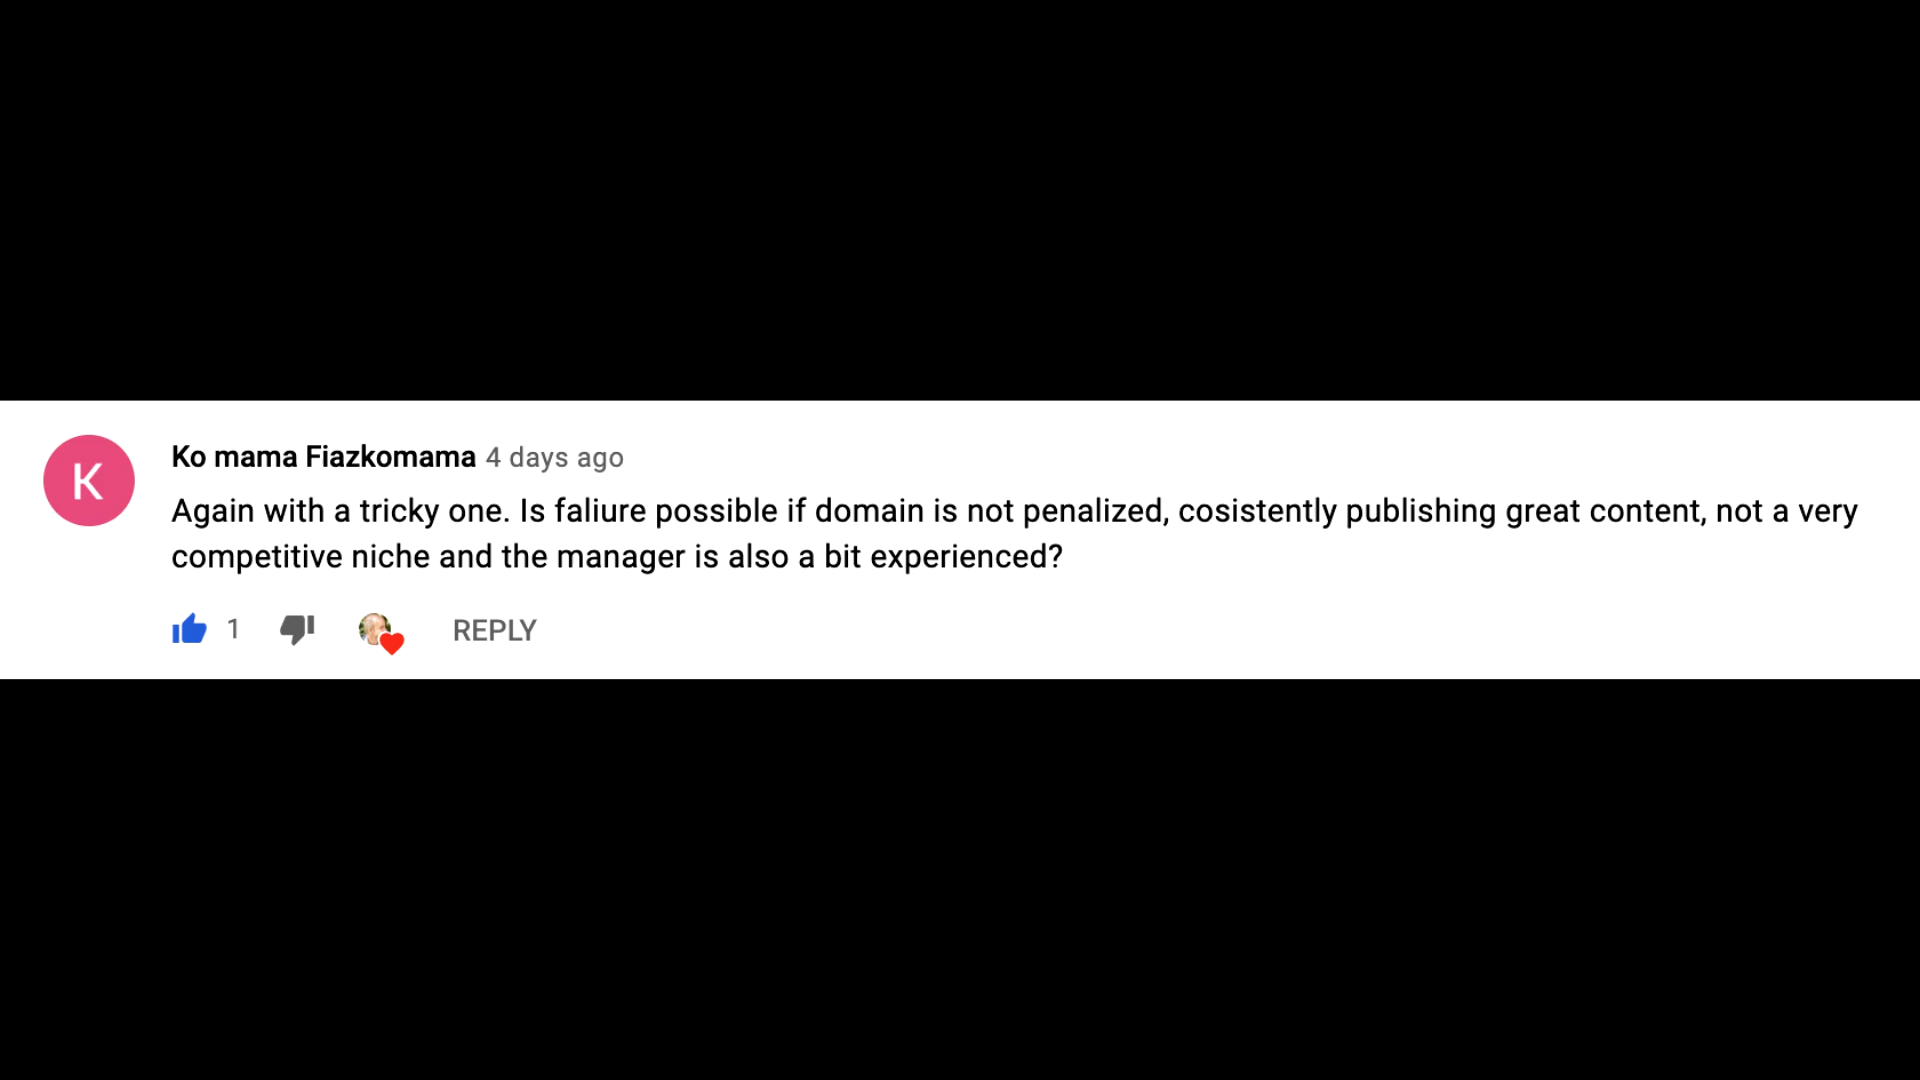 K
Ko mama Fiazkomama 4 days ago
Again with a tricky one. Is faliure possible if domain is not penalized, cosistently publishing great content, not a very
competitive niche and the manager is also a bit experienced?
1 REPLY